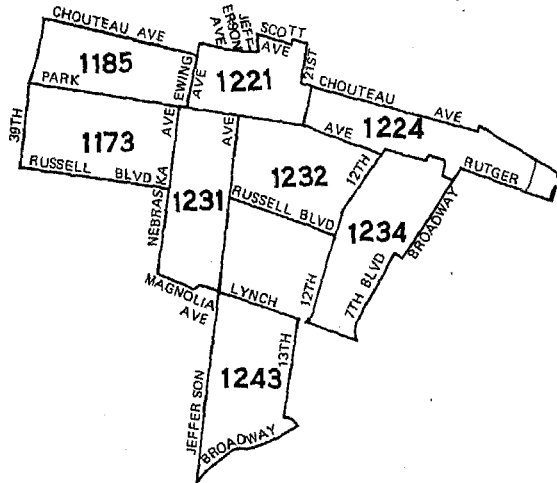 CHOUTEAU AVE
JEFF
ERSON
AVE
SCOTT
AVE
1185
EWING
AVE
1221
21ST
CHOUTEAU AVE
PARK
AVE
AVE
AVE
1224
39TH
1173
RUTGER
RUSSELL BLVD
NEBRASKA
1231
1232
12TH
RUSSELL BLVD
1234
BROADWAY
MAGNOLIA
AVE
LYNCH
12TH
7TH BLVD
13TH
1243
JEFFERSON
BROADWAY